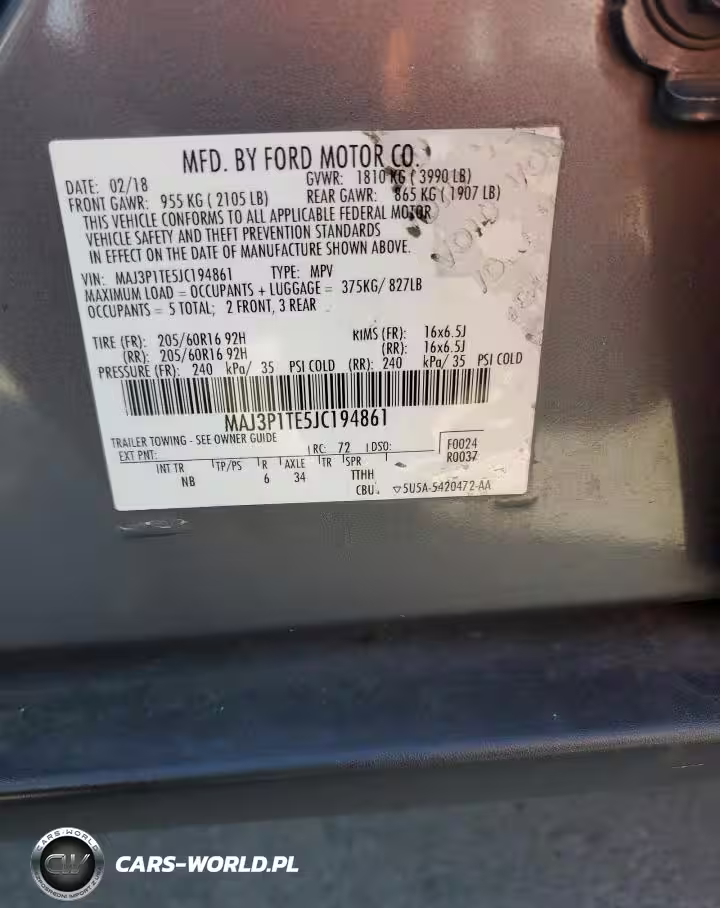 MFD. BY FORD MOTOR CO.
DATE: 02/18 GVWR: 1810 KG ( 3990 LB)
FRONT GAWR: 955 KG ( 2105 LB) REAR GAWR: 865 KG ( 1907 LB)
THIS VEHICLE CONFORMS TO ALL APPLICABLE FEDERAL MOTOR
VEHICLE SAFETY AND THEFT PREVENTION STANDARDS
IN EFFECT ON THE DATE OF MANUFACTURE SHOWN ABOVE.
VIN: MAJ3P1TE5JC194861 TYPE: MPV
MAXIMUM LOAD = OCCUPANTS + LUGGAGE = 375KG/ 827LB
OCCUPANTS = 5 TOTAL; 2 FRONT, 3 REAR
TIRE (FR): 205/60R16 92H RIMS (FR): 16x6.5J
(RR): 205/60R16 92H (RR): 16x6.5J
PRESSURE (FR): 240 kPa/ 35 PSI COLD (RR): 240 kPa/ 35 PSI COLD
MAJ3P1TE5JC194861
TRAILER TOWING - SEE OWNER GUIDE
EXT PNT: RC: 72 DSO: F0024
R0037
INT TR TP/PS R AXLE TR SPR
NB 6 34 TTHH
CBU ▽5U5A-5420472-AA
VOID VOID
VOID
CARS-WORLD
CW
CARS-WORLD.PL